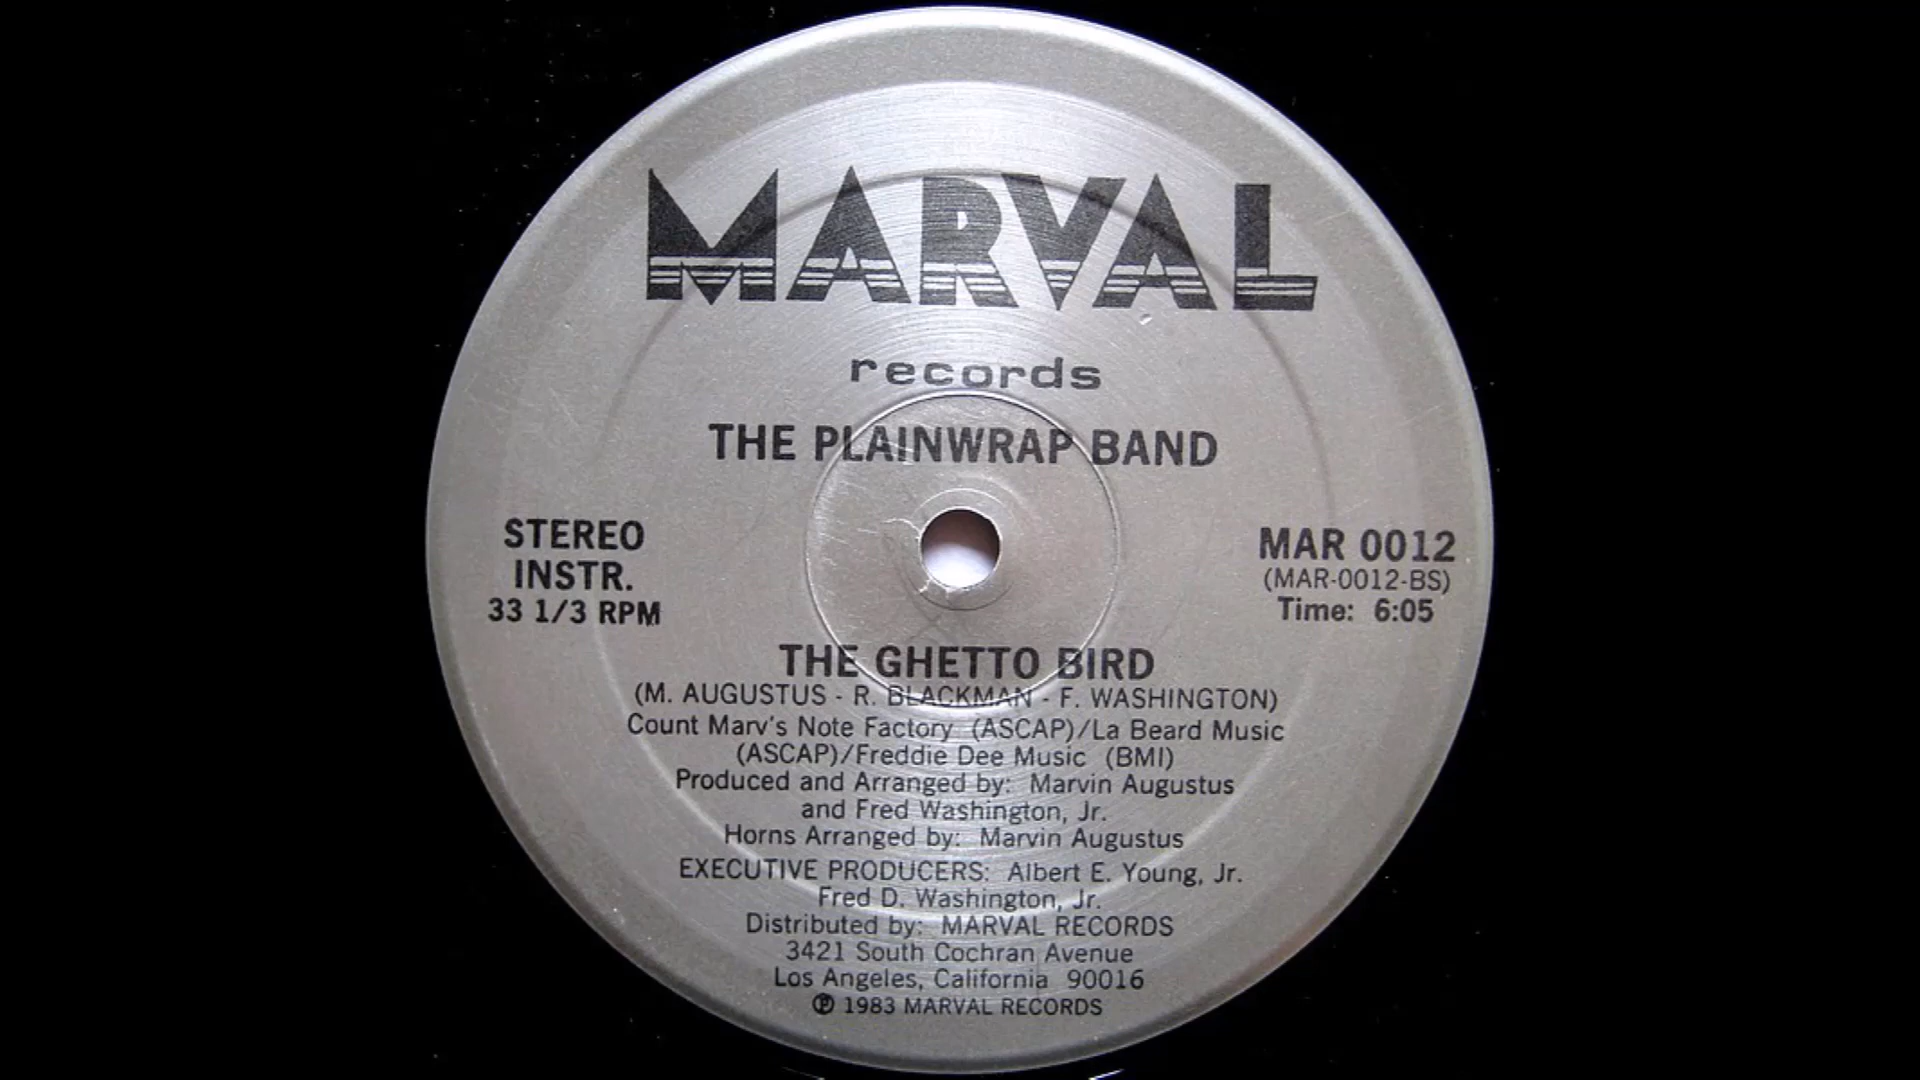 MARVAL
records
THE PLAINWRAP BAND
STEREO
INSTR.
33 1/3 RPM
MAR 0012
(MAR-0012-BS)
Time: 6:05
THE GHETTO BIRD
(M. AUGUSTUS - R. BLACKMAN - F. WASHINGTON)
Count Marv's Note Factory (ASCAP)/La Beard Music
(ASCAP)/Freddie Dee Music (BMI)
Produced and Arranged by: Marvin Augustus
and Fred Washington, Jr.
Horns Arranged by: Marvin Augustus
EXECUTIVE PRODUCERS: Albert E. Young, Jr.
Fred D. Washington, Jr.
Distributed by: MARVAL RECORDS
3421 South Cochran Avenue
Los Angeles, California 90016
℗ 1983 MARVAL RECORDS